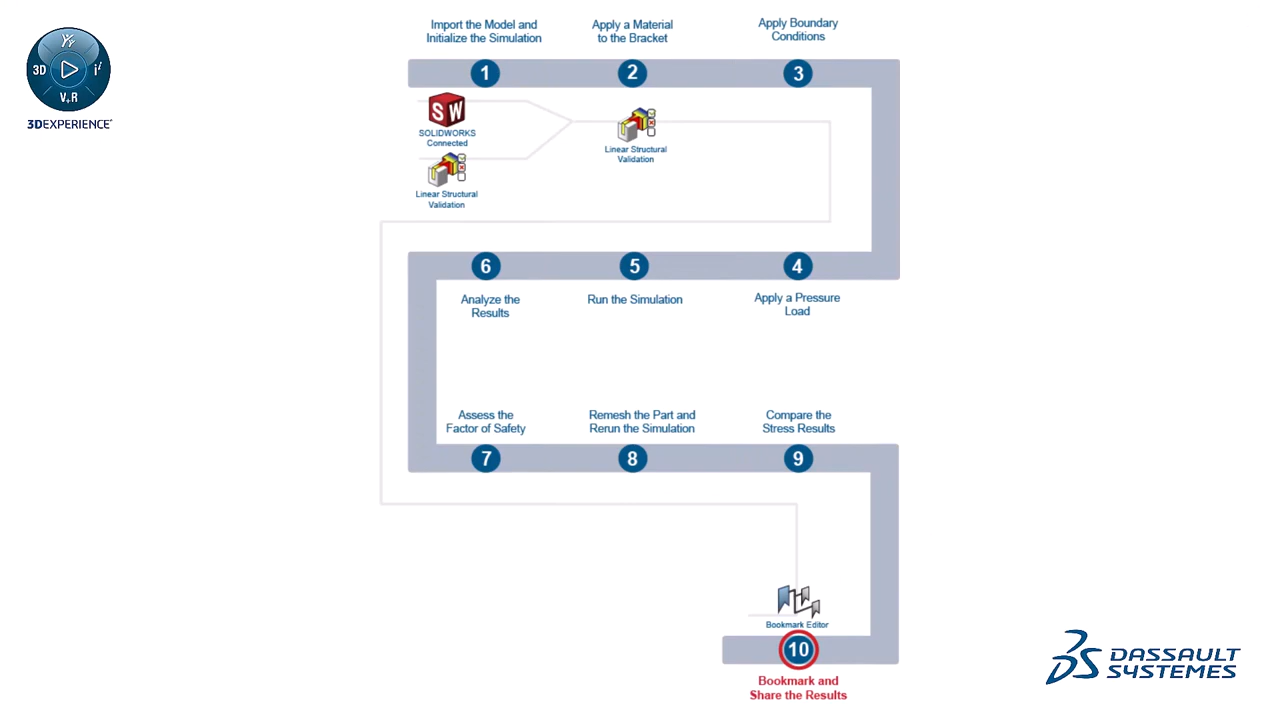 Import the Model and
Initialize the Simulation
Apply a Material
to the Bracket
Apply Boundary
Conditions
1
2
3
3D
i
V+R
3DEXPERIENCE
SW
SOLIDWORKS
Connected
Linear Structural
Validation
Linear Structural
Validation
6
5
4
Analyze the
Results
Run the Simulation
Apply a Pressure
Load
Assess the
Factor of Safety
Remesh the Part and
Rerun the Simulation
Compare the
Stress Results
7
8
9
Bookmark Editor
10
Bookmark and
Share the Results
DASSAULT
SYSTEMES